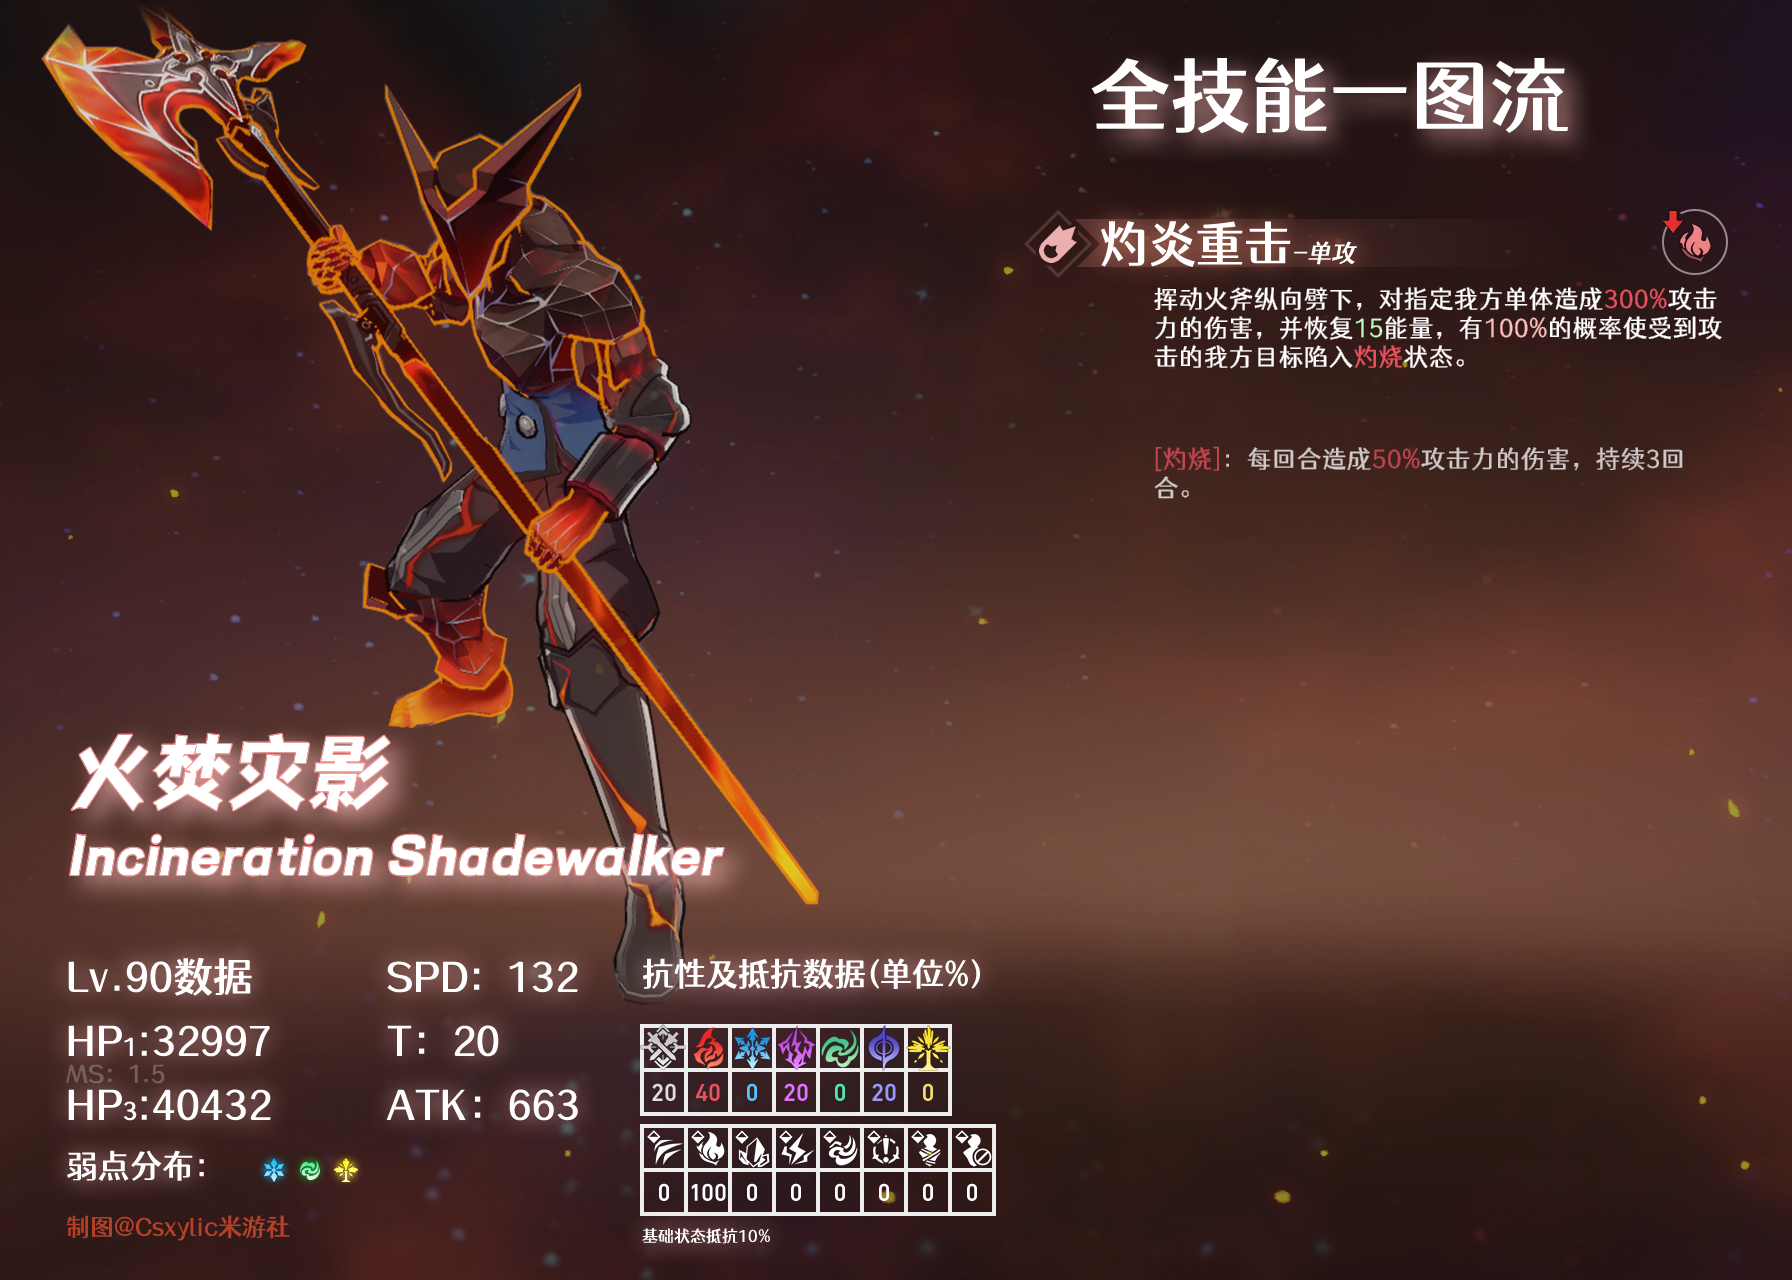 全技能一图流
灼炎重击-单攻
挥动火斧纵向劈下，对指定我方单体造成300%攻击
力的伤害，并恢复15能量，有100%的概率使受到攻
击的我方目标陷入灼烧状态。
[灼烧]：每回合造成50%攻击力的伤害，持续3回
合。
火焚灾影
Incineration Shadewalker
Lv.90数据
SPD：132
HP1:32997
T：20
MS：1.5
HP3:40432
ATK：663
弱点分布：
制图@Csxylic米游社
抗性及抵抗数据(单位%)
20 40 0 20 0 20 0
0 100 0 0 0 0 0 0
基础状态抵抗10%